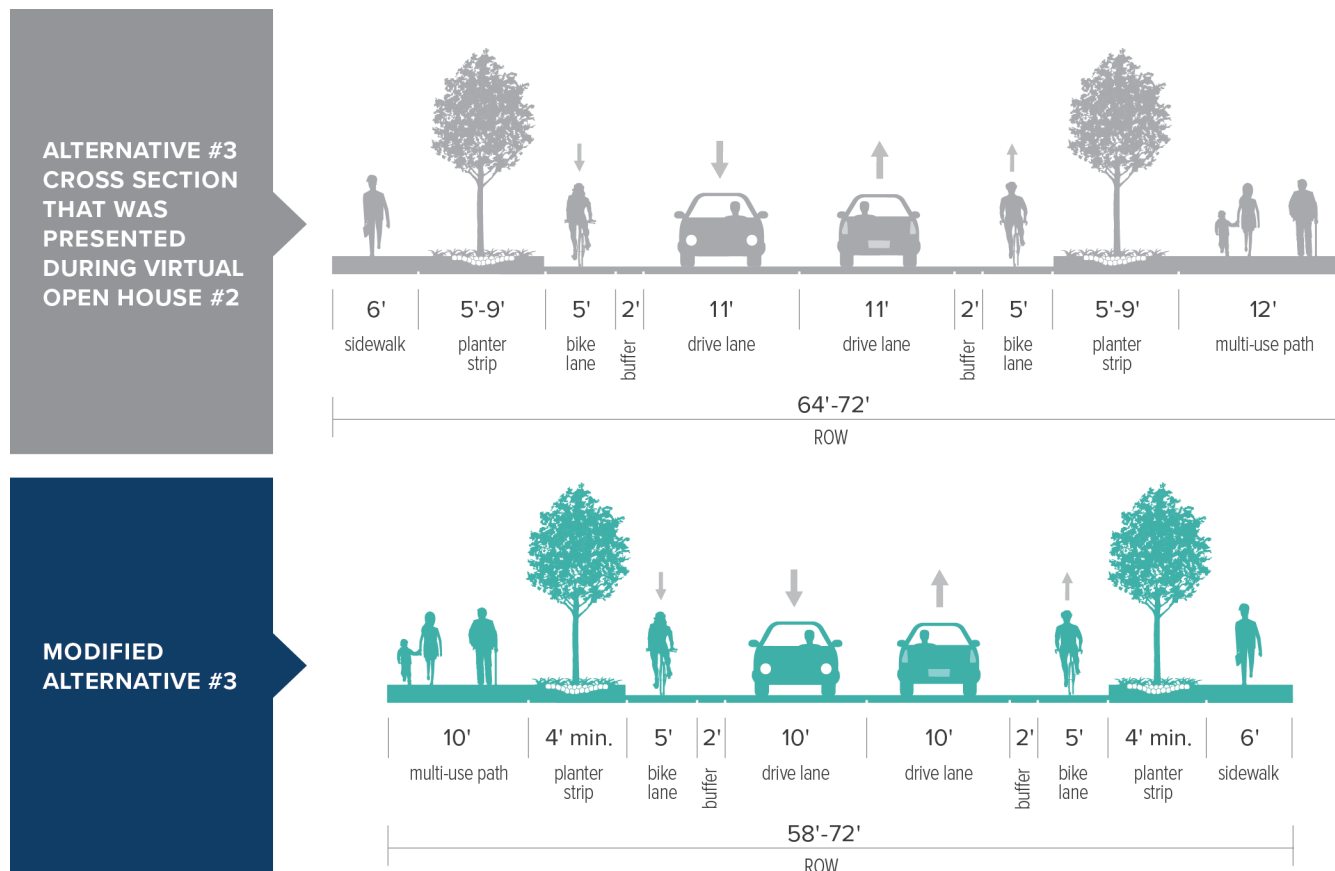 ALTERNATIVE #3
CROSS SECTION
THAT WAS
PRESENTED
DURING VIRTUAL
OPEN HOUSE #2
6' 5'-9' 5' 2' 11' 11' 2' 5' 5'-9' 12'
sidewalk planter bike buffer drive lane drive lane buffer bike planter multi-use path
strip lane lane strip
64'-72'
ROW
MODIFIED
ALTERNATIVE #3
10' 4' min. 5' 2' 10' 10' 2' 5' 4' min. 6'
multi-use path planter bike buffer drive lane drive lane buffer bike planter sidewalk
strip lane lane strip
58'-72'
ROW